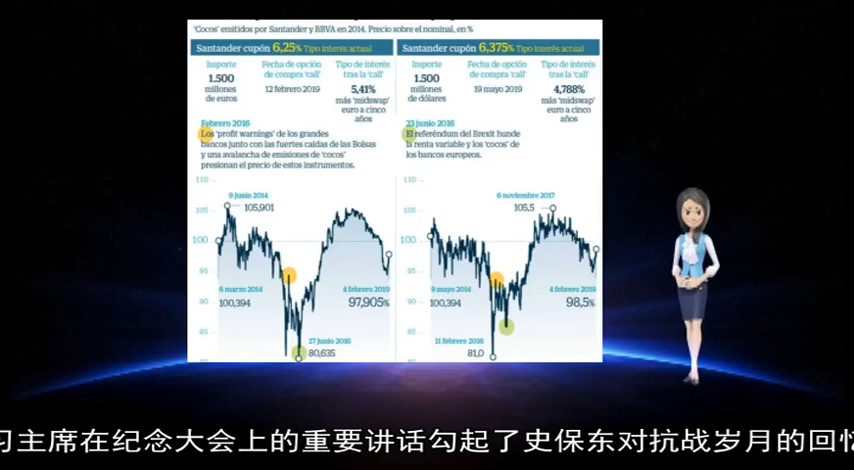 'Cocos' emitidos por Santander y BBVA en 2014. Precio sobre el nominal, en %
Santander cupón 6,25% Tipo interés actual
Importe
1.500
millones
de euros
Fecha de opción
de compra 'call'
12 febrero 2019
Tipo de interés
tras la 'call'
5,41%
más 'midswap'
euro a cinco
años
Febrero 2016
Los 'profit warnings' de los grandes
bancos junto con las fuertes caídas de las Bolsas
y una avalancha de emisiones de 'cocos'
presionan el precio de estos instrumentos.
110
105
100
95
90
85
9 junio 2014
105,901
6 marzo 2014
100,394
4 febrero 2019
97,905%
27 junio 2016
80,635
Santander cupón 6,375% Tipo interés actual
Importe
1.500
millones
de dólares
Fecha de opción
de compra 'call'
19 mayo 2019
Tipo de interés
tras la 'call'
4,788%
más 'midswap'
euro a cinco
años
23 junio 2016
El referéndum del Brexit hunde
la renta variable y los 'cocos' de
los bancos europeos.
110
105
100
95
90
85
6 noviembre 2017
105,5
9 mayo 2014
100,394
4 febrero 2019
98,5%
11 febrero 2016
81,0
习主席在纪念大会上的重要讲话勾起了史保东对抗战岁月的回忆